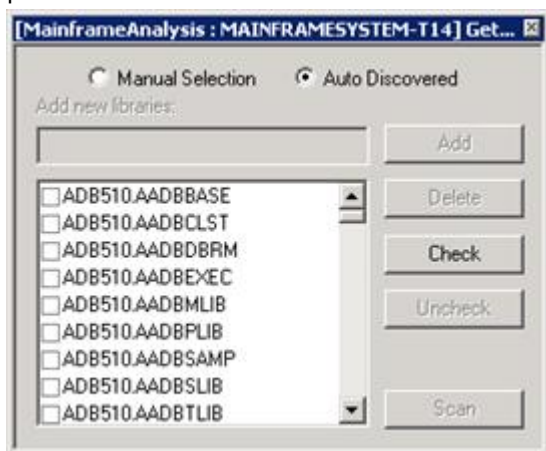 [MainframeAnalysis : MAINFRAMESYSTEM-T14] Get...
Manual Selection Auto Discovered
Add new libraries:
Add
ADB510.AADBBASE
ADB510.AADBCLST
ADB510.AADBDBRM
ADB510.AADBEXEC
ADB510.AADBMLIB
ADB510.AADBPLIB
ADB510.AADBSAMP
ADB510.AADBSLIB
ADB510.AADBTLIB
Delete
Check
Uncheck
Scan